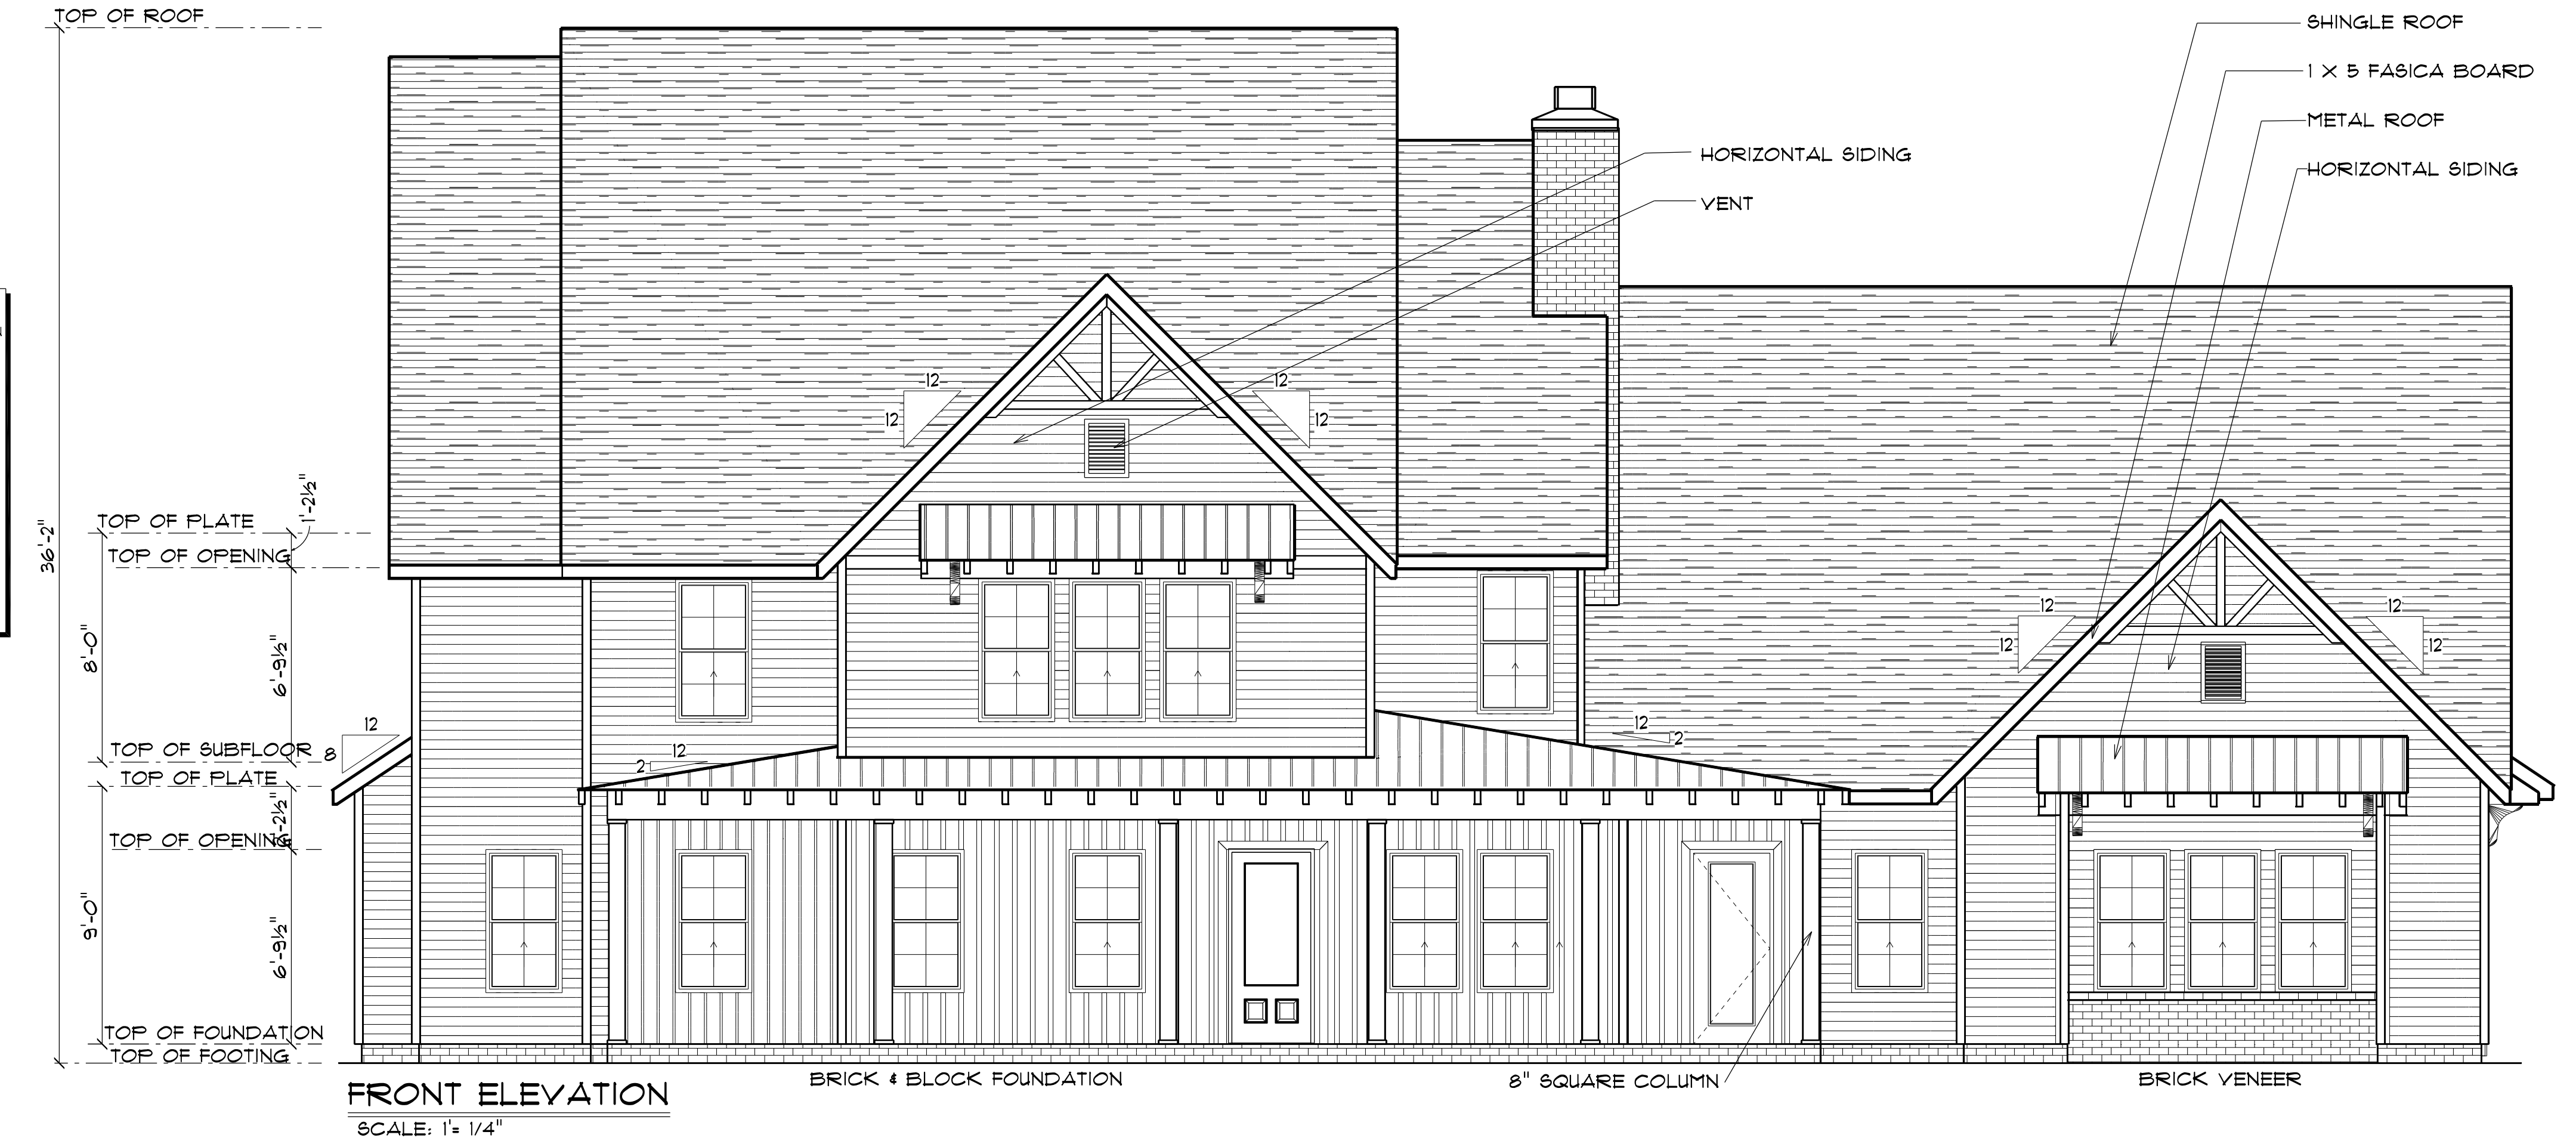 TOP OF ROOF
SHINGLE ROOF
1 X 5 FASICA BOARD
METAL ROOF
HORIZONTAL SIDING
HORIZONTAL SIDING
VENT
12
12
12
12
36'-2"
1'-2½"
TOP OF PLATE
TOP OF OPENING
8'-0"
6'-9½"
12
12
12
12
12
8
TOP OF SUBFLOOR
12
2
12
2
TOP OF PLATE
TOP OF OPENING
9'-0"
6'-9½"
TOP OF FOUNDATION
TOP OF FOOTING
FRONT ELEVATION
SCALE: 1'= 1/4"
BRICK & BLOCK FOUNDATION
8" SQUARE COLUMN
BRICK VENEER